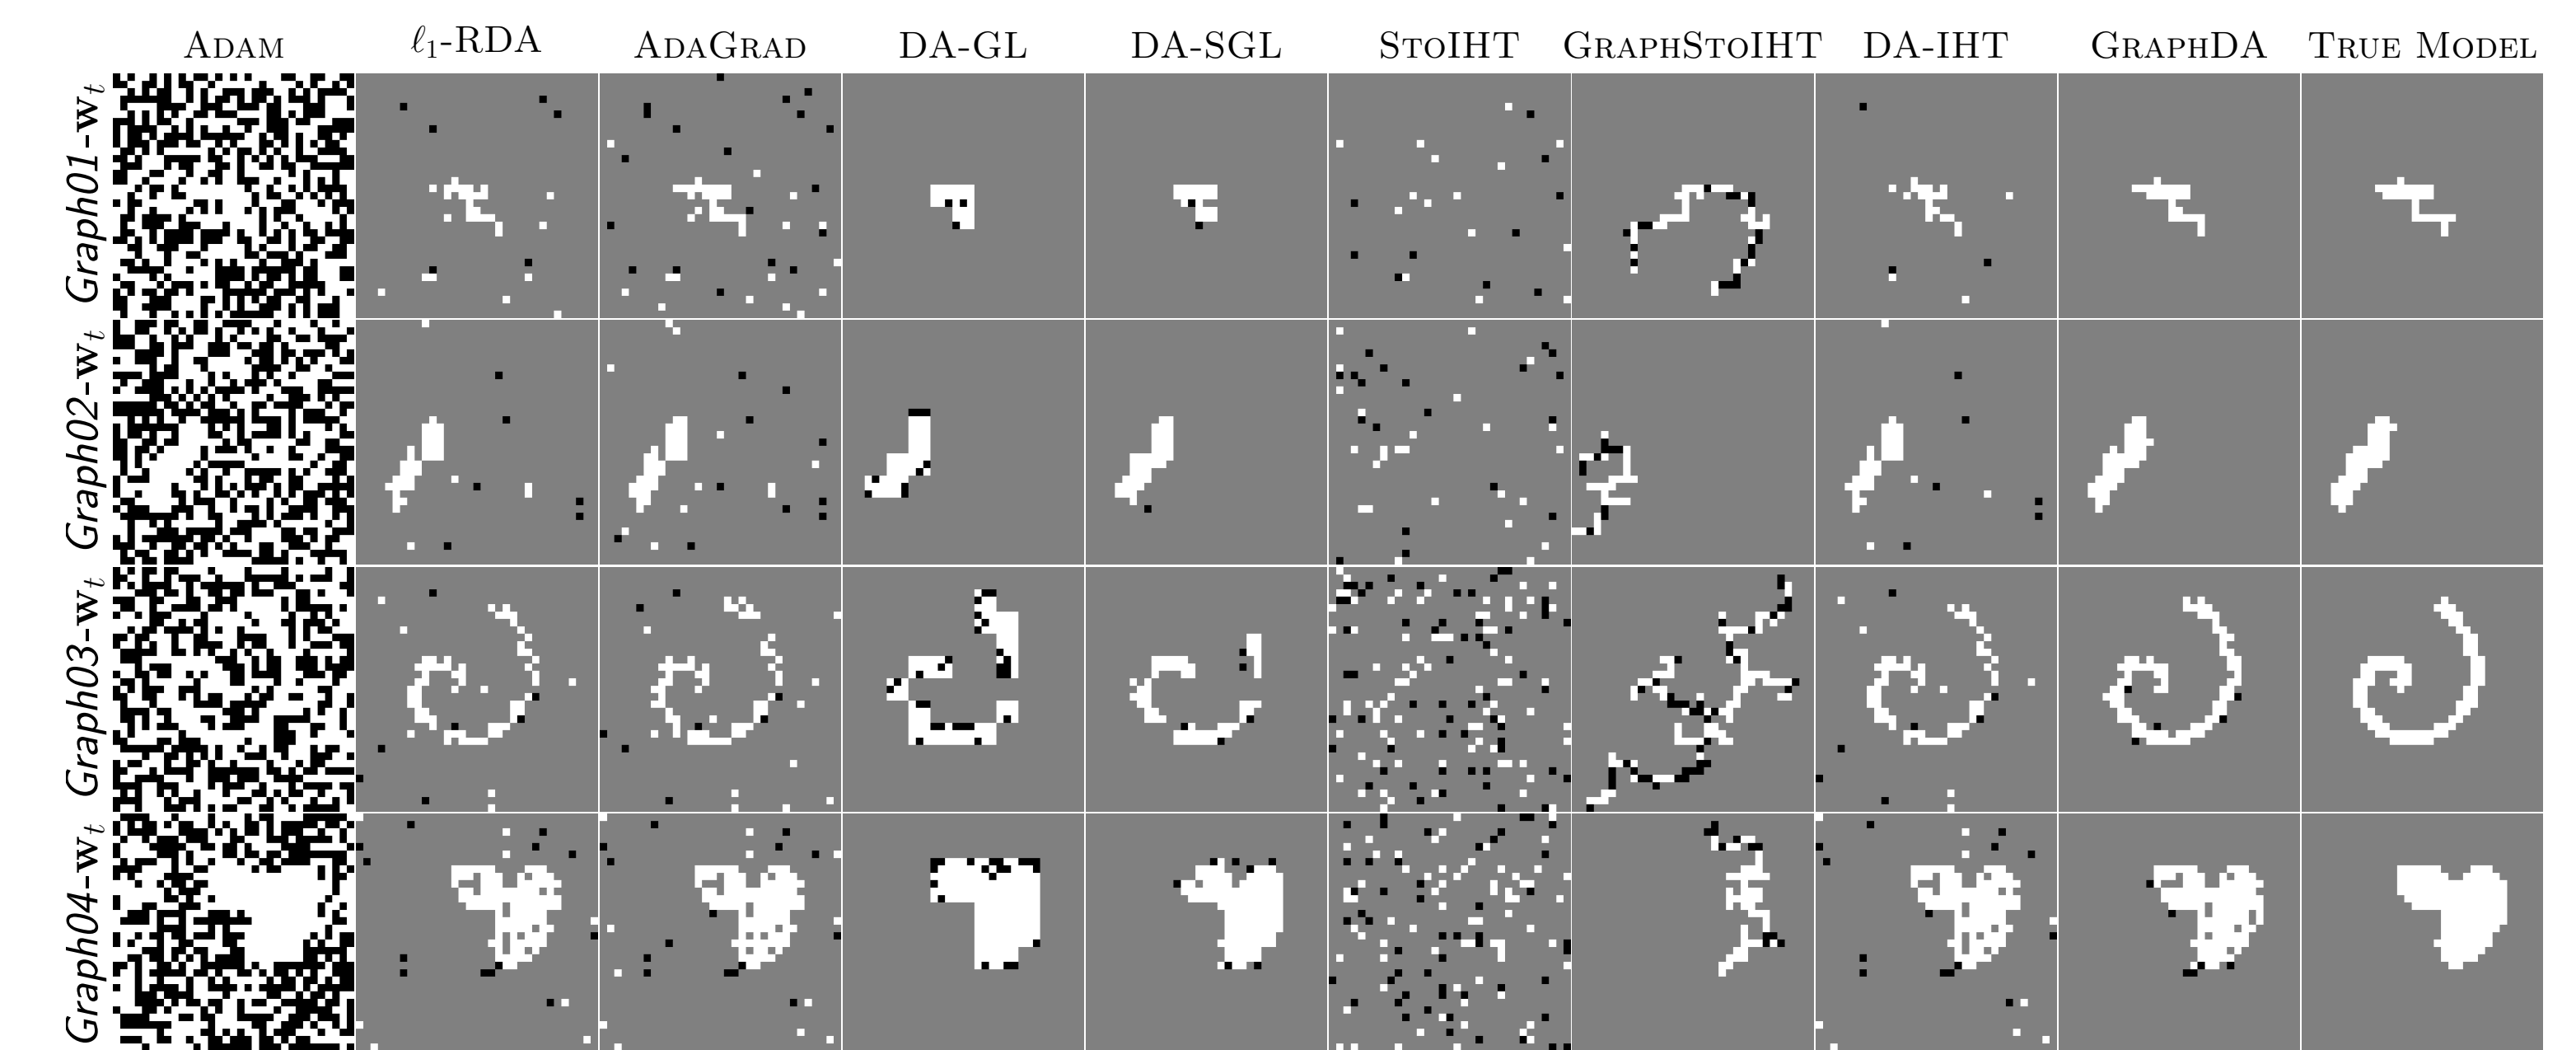 ADAM ℓ₁-RDA ADAGRAD DA-GL DA-SGL STOIHT GRAPHSTOIHT DA-IHT GRAPHDA TRUE MODEL
Graph01-wₜ
Graph02-wₜ
Graph03-wₜ
Graph04-wₜ